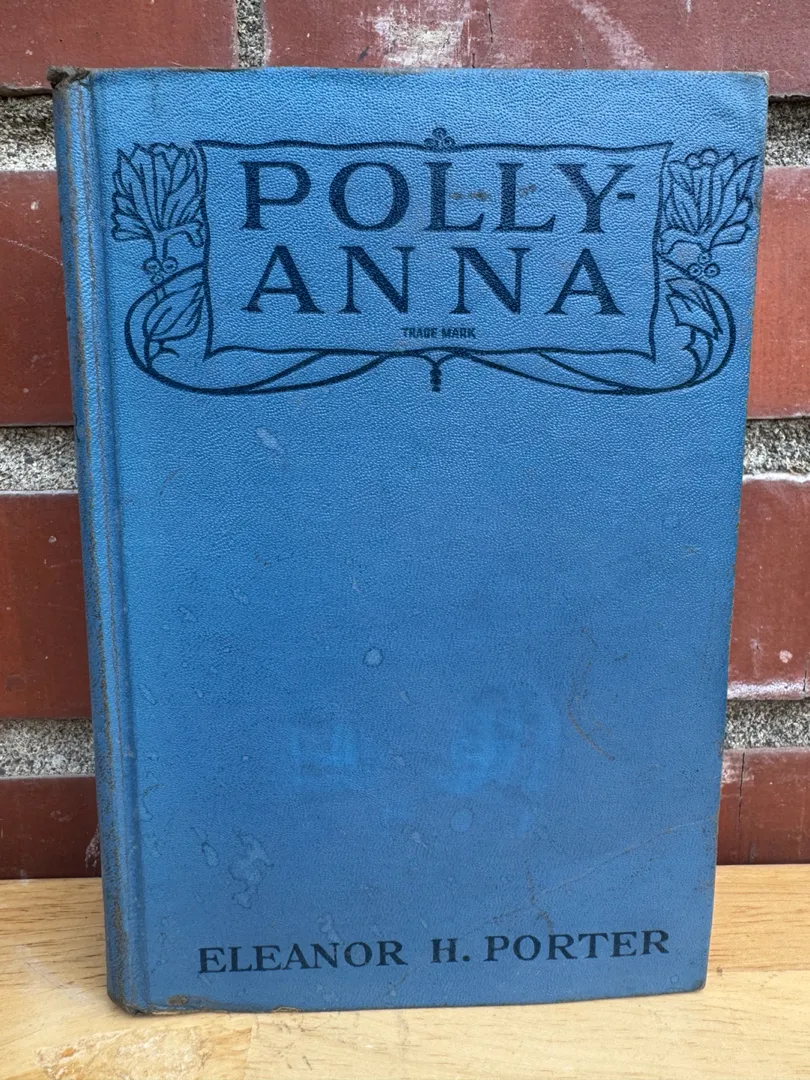 POLLY-
ANNA
TRADE MARK
ELEANOR H. PORTER